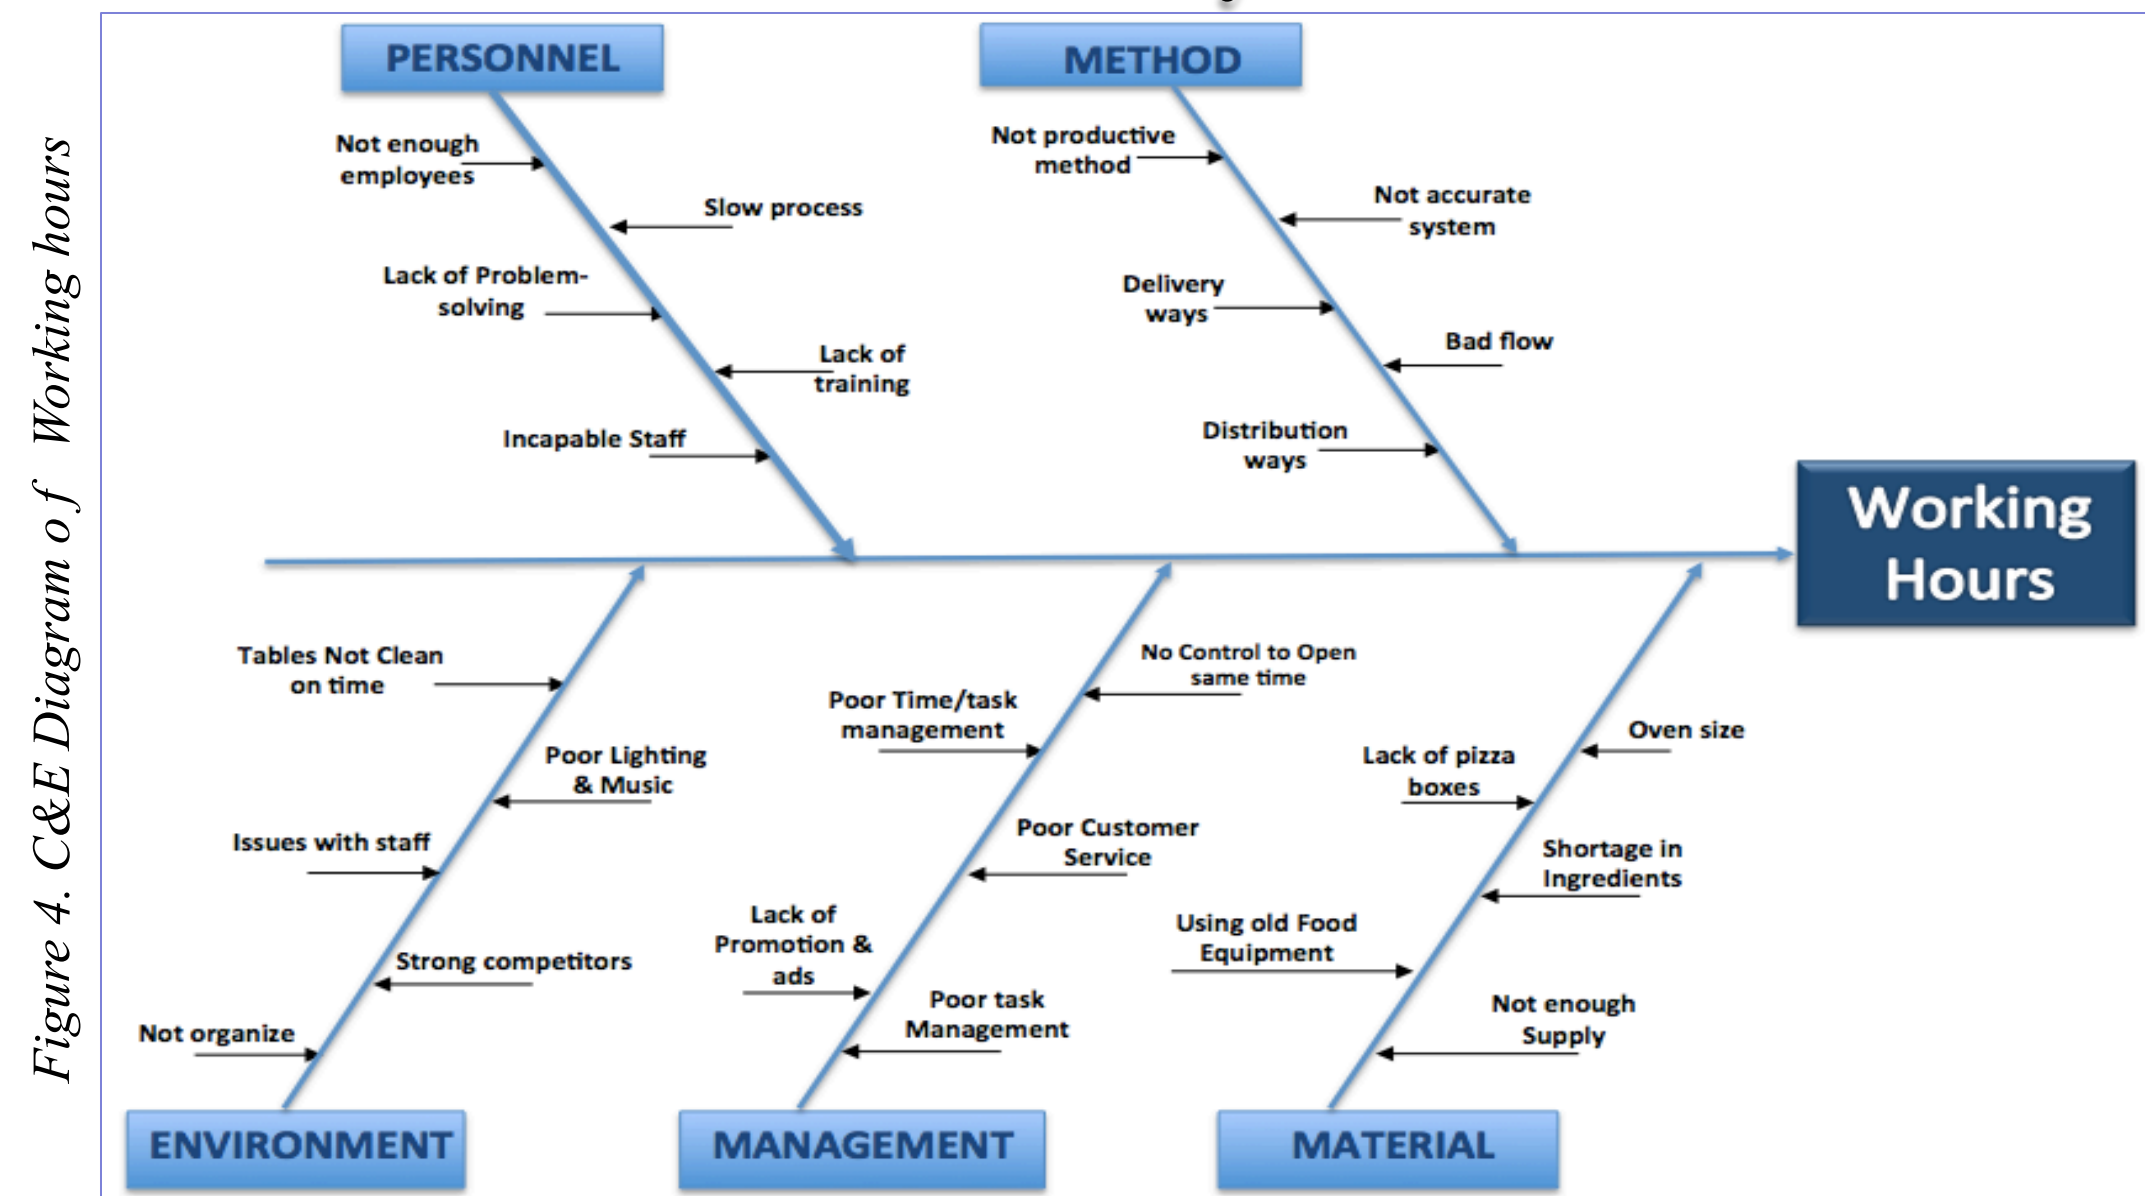 Figure 4. C&E Diagram o f Working hours
PERSONNEL
METHOD
Not enough
employees
Slow process
Lack of Problem-
solving
Lack of
training
Incapable Staff
Not productive
method
Not accurate
system
Delivery
ways
Bad flow
Distribution
ways
Working
Hours
Tables Not Clean
on time
Poor Lighting
& Music
Issues with staff
Strong competitors
Not organize
No Control to Open
same time
Poor Time/task
management
Poor Customer
Service
Lack of
Promotion &
ads
Poor task
Management
Oven size
Lack of pizza
boxes
Shortage in
Ingredients
Using old Food
Equipment
Not enough
Supply
ENVIRONMENT
MANAGEMENT
MATERIAL